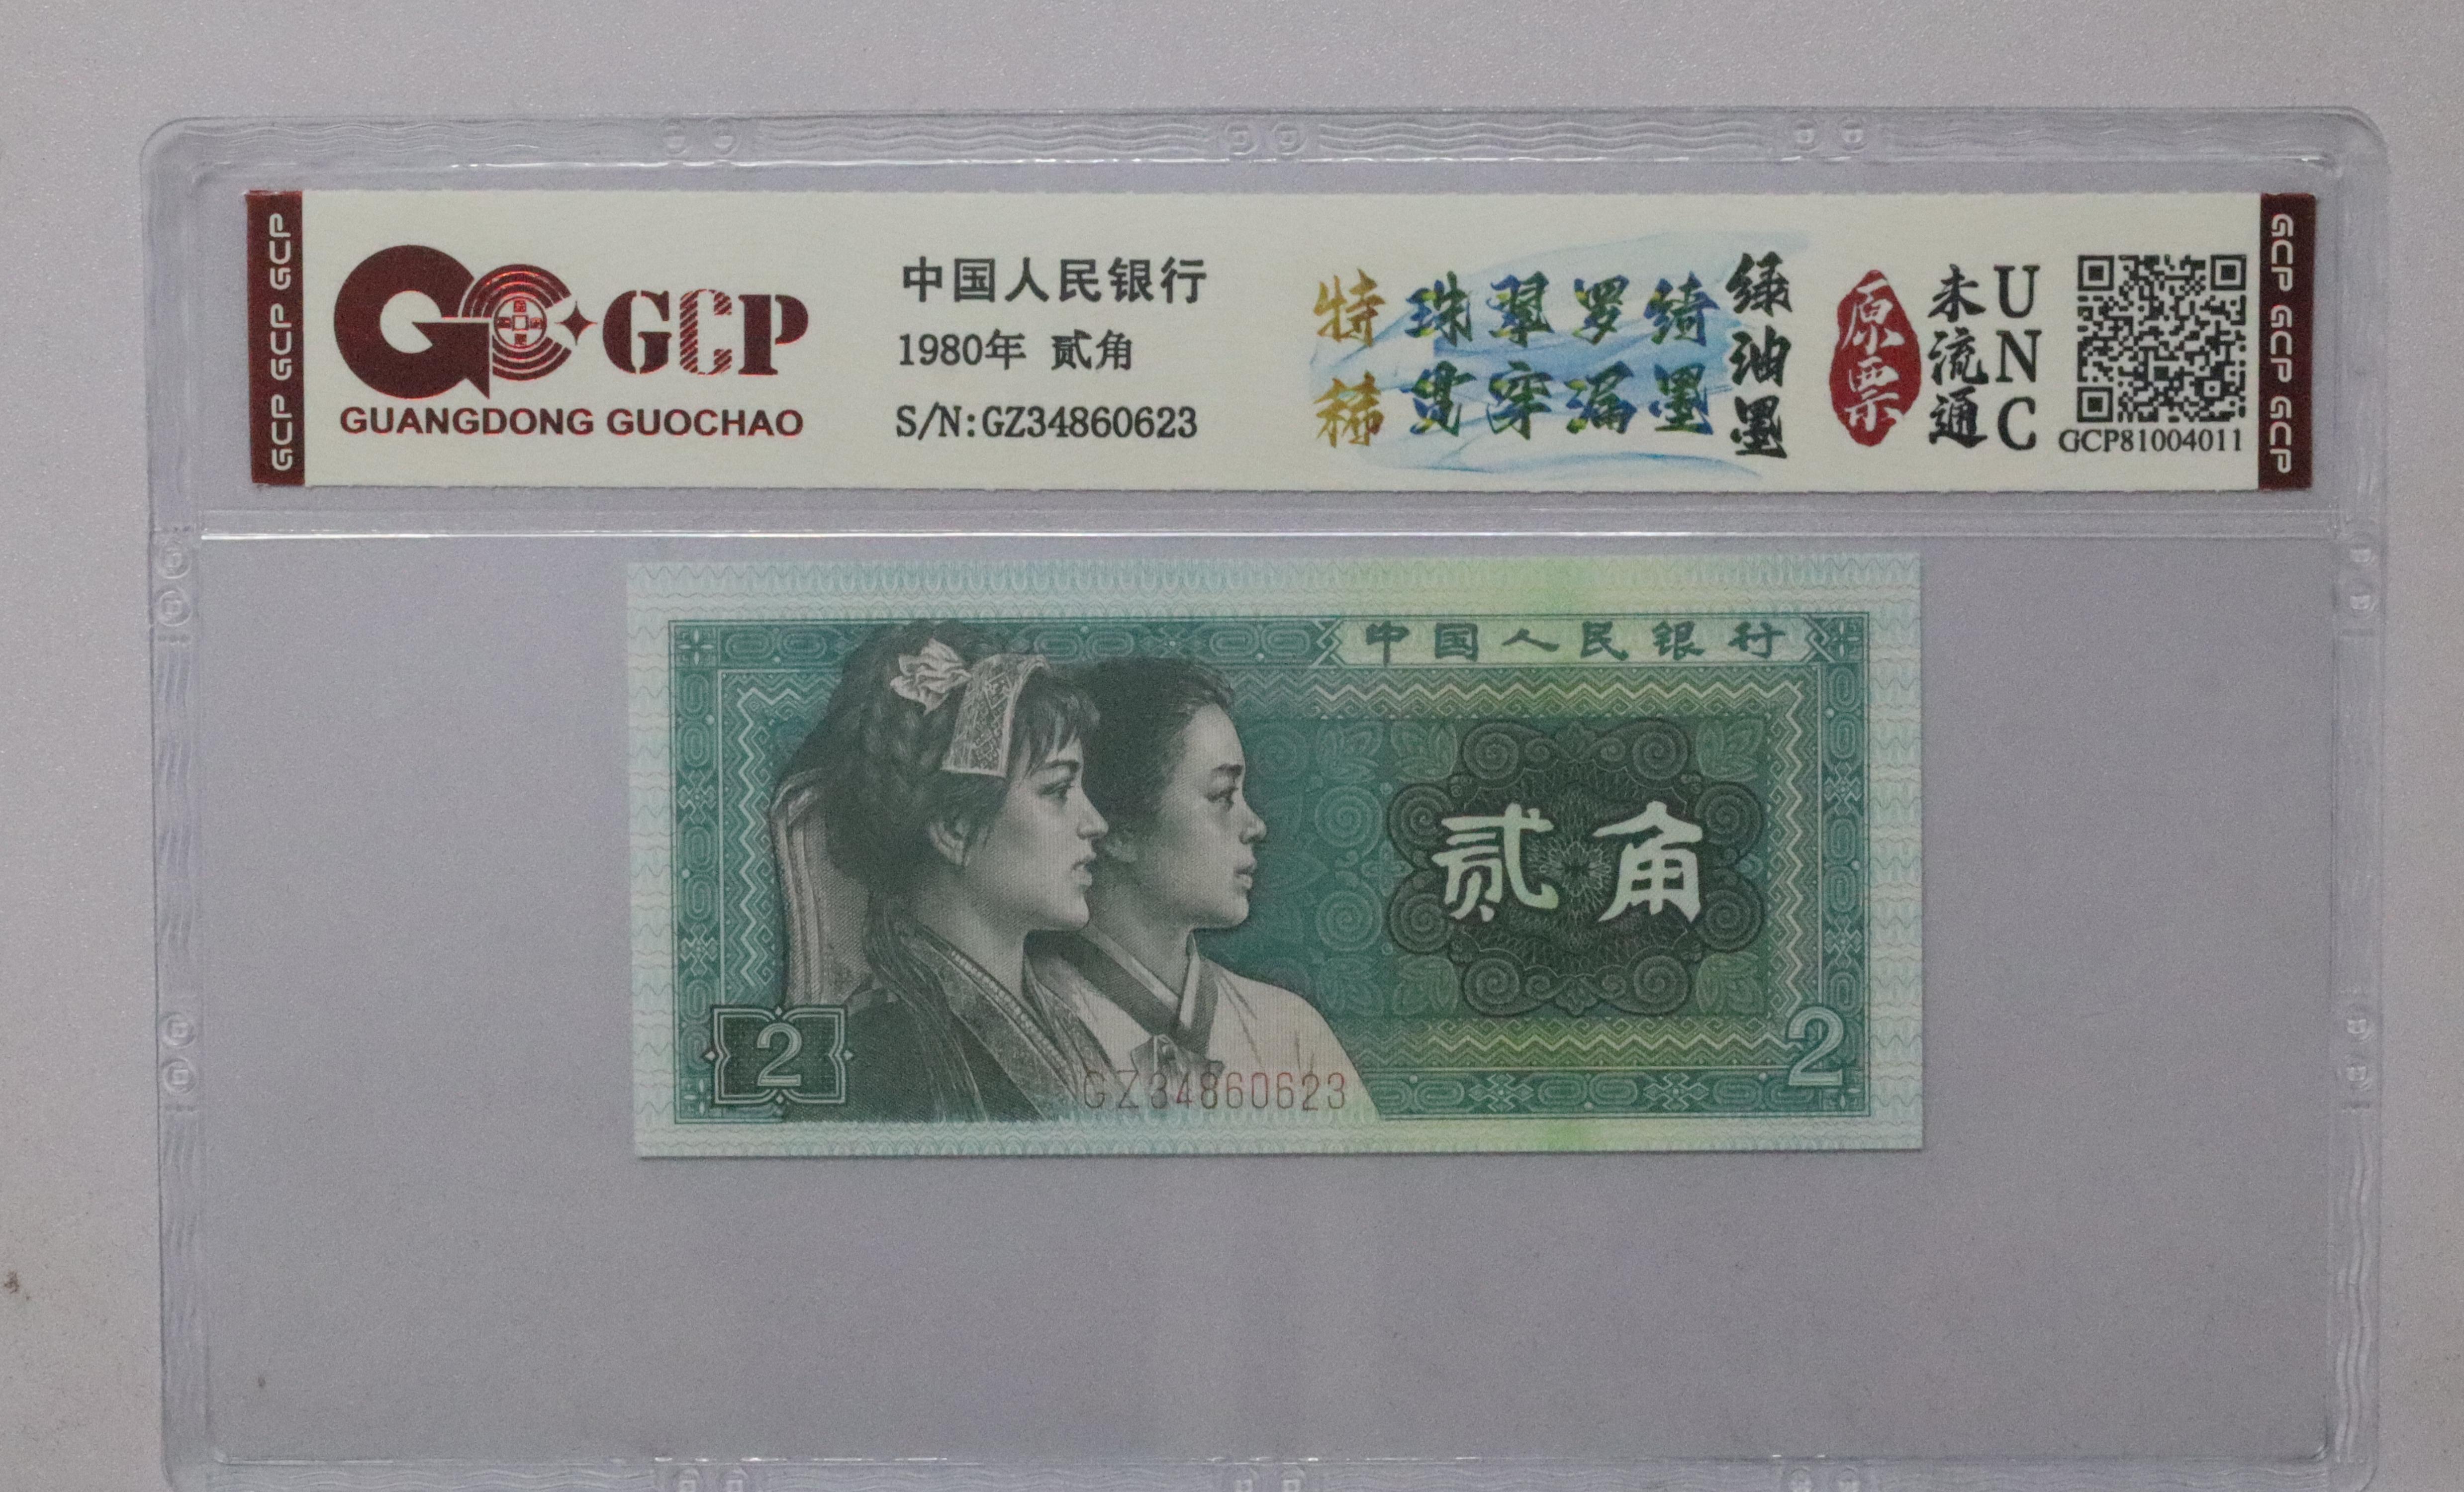 GCP GCP GCP
GCP
GUANGDONG GUOCHAO
中国人民银行
1980年 贰角
S/N:GZ34860623
特稀
珠翠罗绮
贯穿漏墨
绿油墨
原票
未流通
UNC
GCP81004011
GCP GCP GCP
中国人民银行
贰角
2
GZ34860623
2